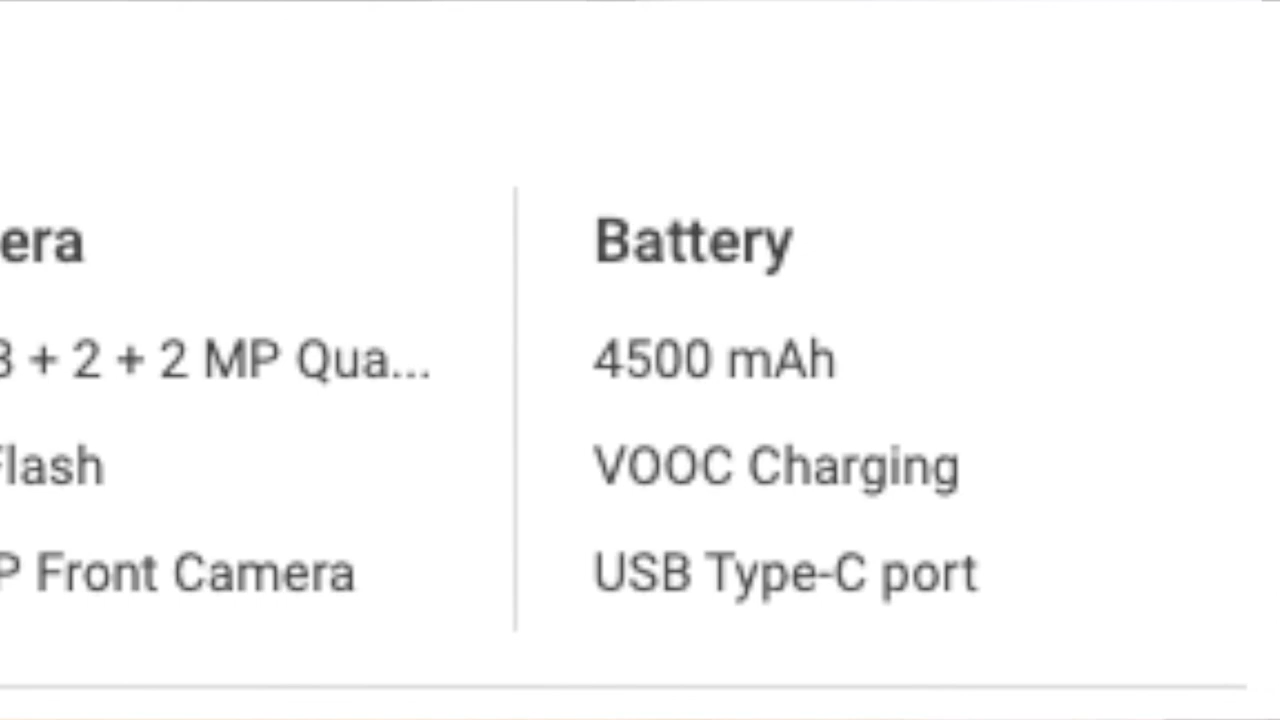 era
+ 2 + 2 MP Qua...
Flash
P Front Camera
Battery
4500 mAh
VOOC Charging
USB Type-C port